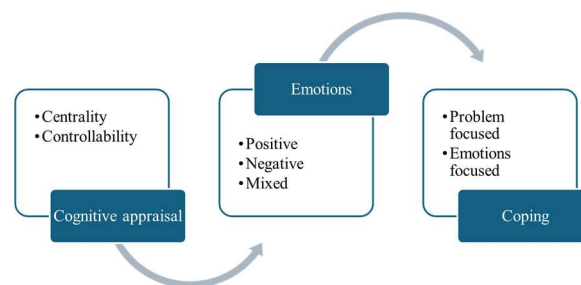 •Centrality
•Controllability
Cognitive appraisal
Emotions
•Positive
•Negative
•Mixed
•Problem
focused
•Emotions
focused
Coping